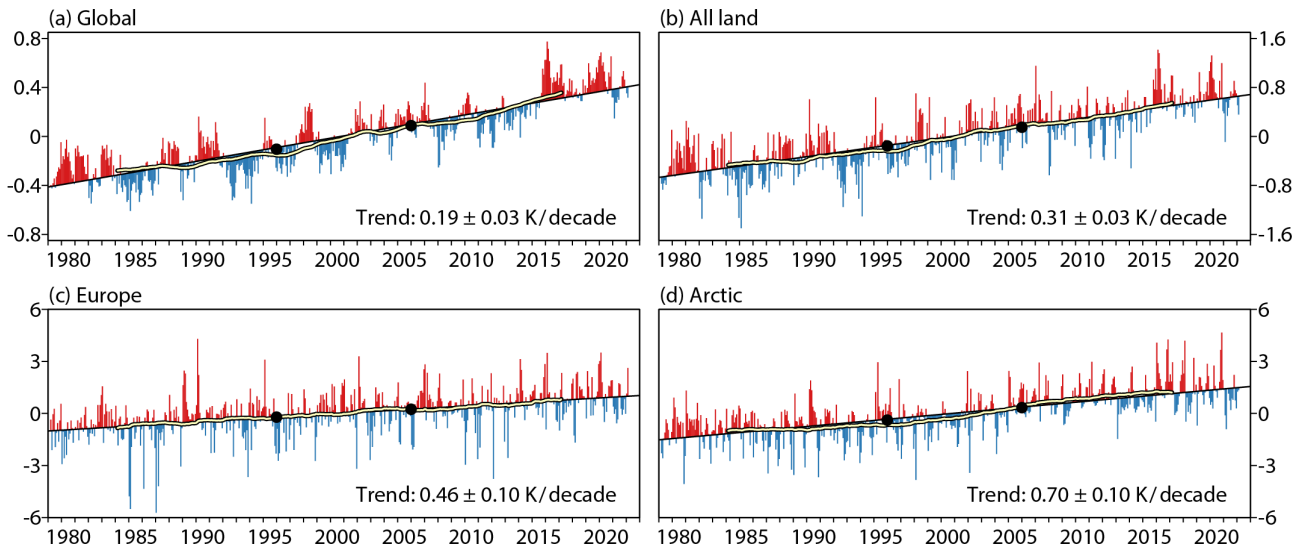 (a) Global
(b) All land
0.8
0.4
0
-0.4
-0.8
1.6
0.8
0
-0.8
-1.6
Trend: 0.19 ± 0.03 K/decade
Trend: 0.31 ± 0.03 K/decade
1980 1985 1990 1995 2000 2005 2010 2015 2020
1980 1985 1990 1995 2000 2005 2010 2015 2020
(c) Europe
(d) Arctic
6
3
0
-3
-6
6
3
0
-3
-6
Trend: 0.46 ± 0.10 K/decade
Trend: 0.70 ± 0.10 K/decade
1980 1985 1990 1995 2000 2005 2010 2015 2020
1980 1985 1990 1995 2000 2005 2010 2015 2020